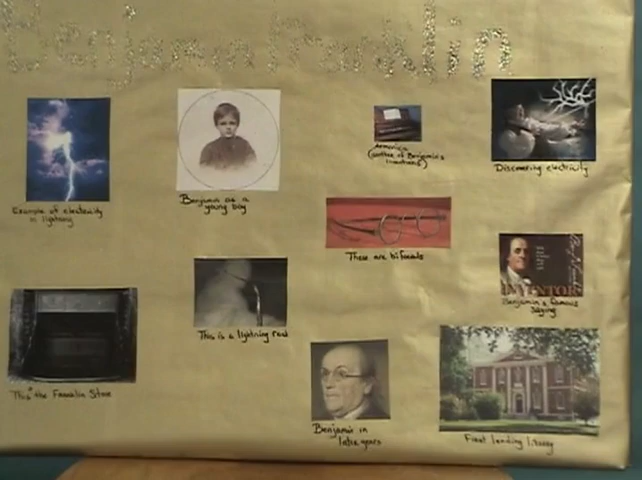 Benjamin Franklin
Example of electricity
in lightning
Benjamin as a
young boy
(another of Benjamin's
inventions)
Discovering electricity
These are bifocals
This is a lightning rod
INVENTOR
Benjamin's famous
saying
This is the Franklin Stove
Benjamin in
later years
First lending library